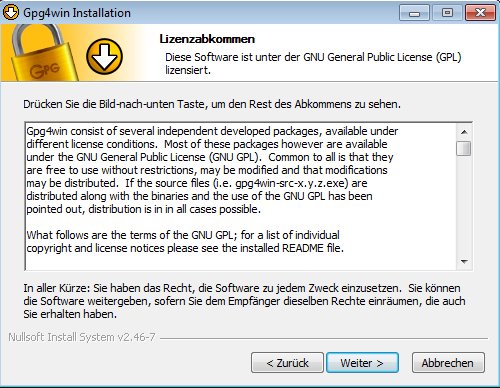 Gpg4win Installation
GPG
Lizenzabkommen
Diese Software ist unter der GNU General Public License (GPL)
lizensiert.
Drücken Sie die Bild-nach-unten Taste, um den Rest des Abkommens zu sehen.
Gpg4win consist of several independent developed packages, available under
different license conditions.  Most of these packages however are available
under the GNU General Public License (GNU GPL).  Common to all is that they
are free to use without restrictions, may be modified and that modifications
may be distributed.  If the source files (i.e. gpg4win-src-x.y.z.exe) are
distributed along with the binaries and the use of the GNU GPL has been
pointed out, distribution is in in all cases possible.
What follows are the terms of the GNU GPL; for a list of individual
copyright and license notices please see the installed README file.
In aller Kürze: Sie haben das Recht, die Software zu jedem Zweck einzusetzen.  Sie können
die Software weitergeben, sofern Sie dem Empfänger dieselben Rechte einräumen, die auch
Sie erhalten haben.
Nullsoft Install System v2.46-7
< Zurück
Weiter >
Abbrechen